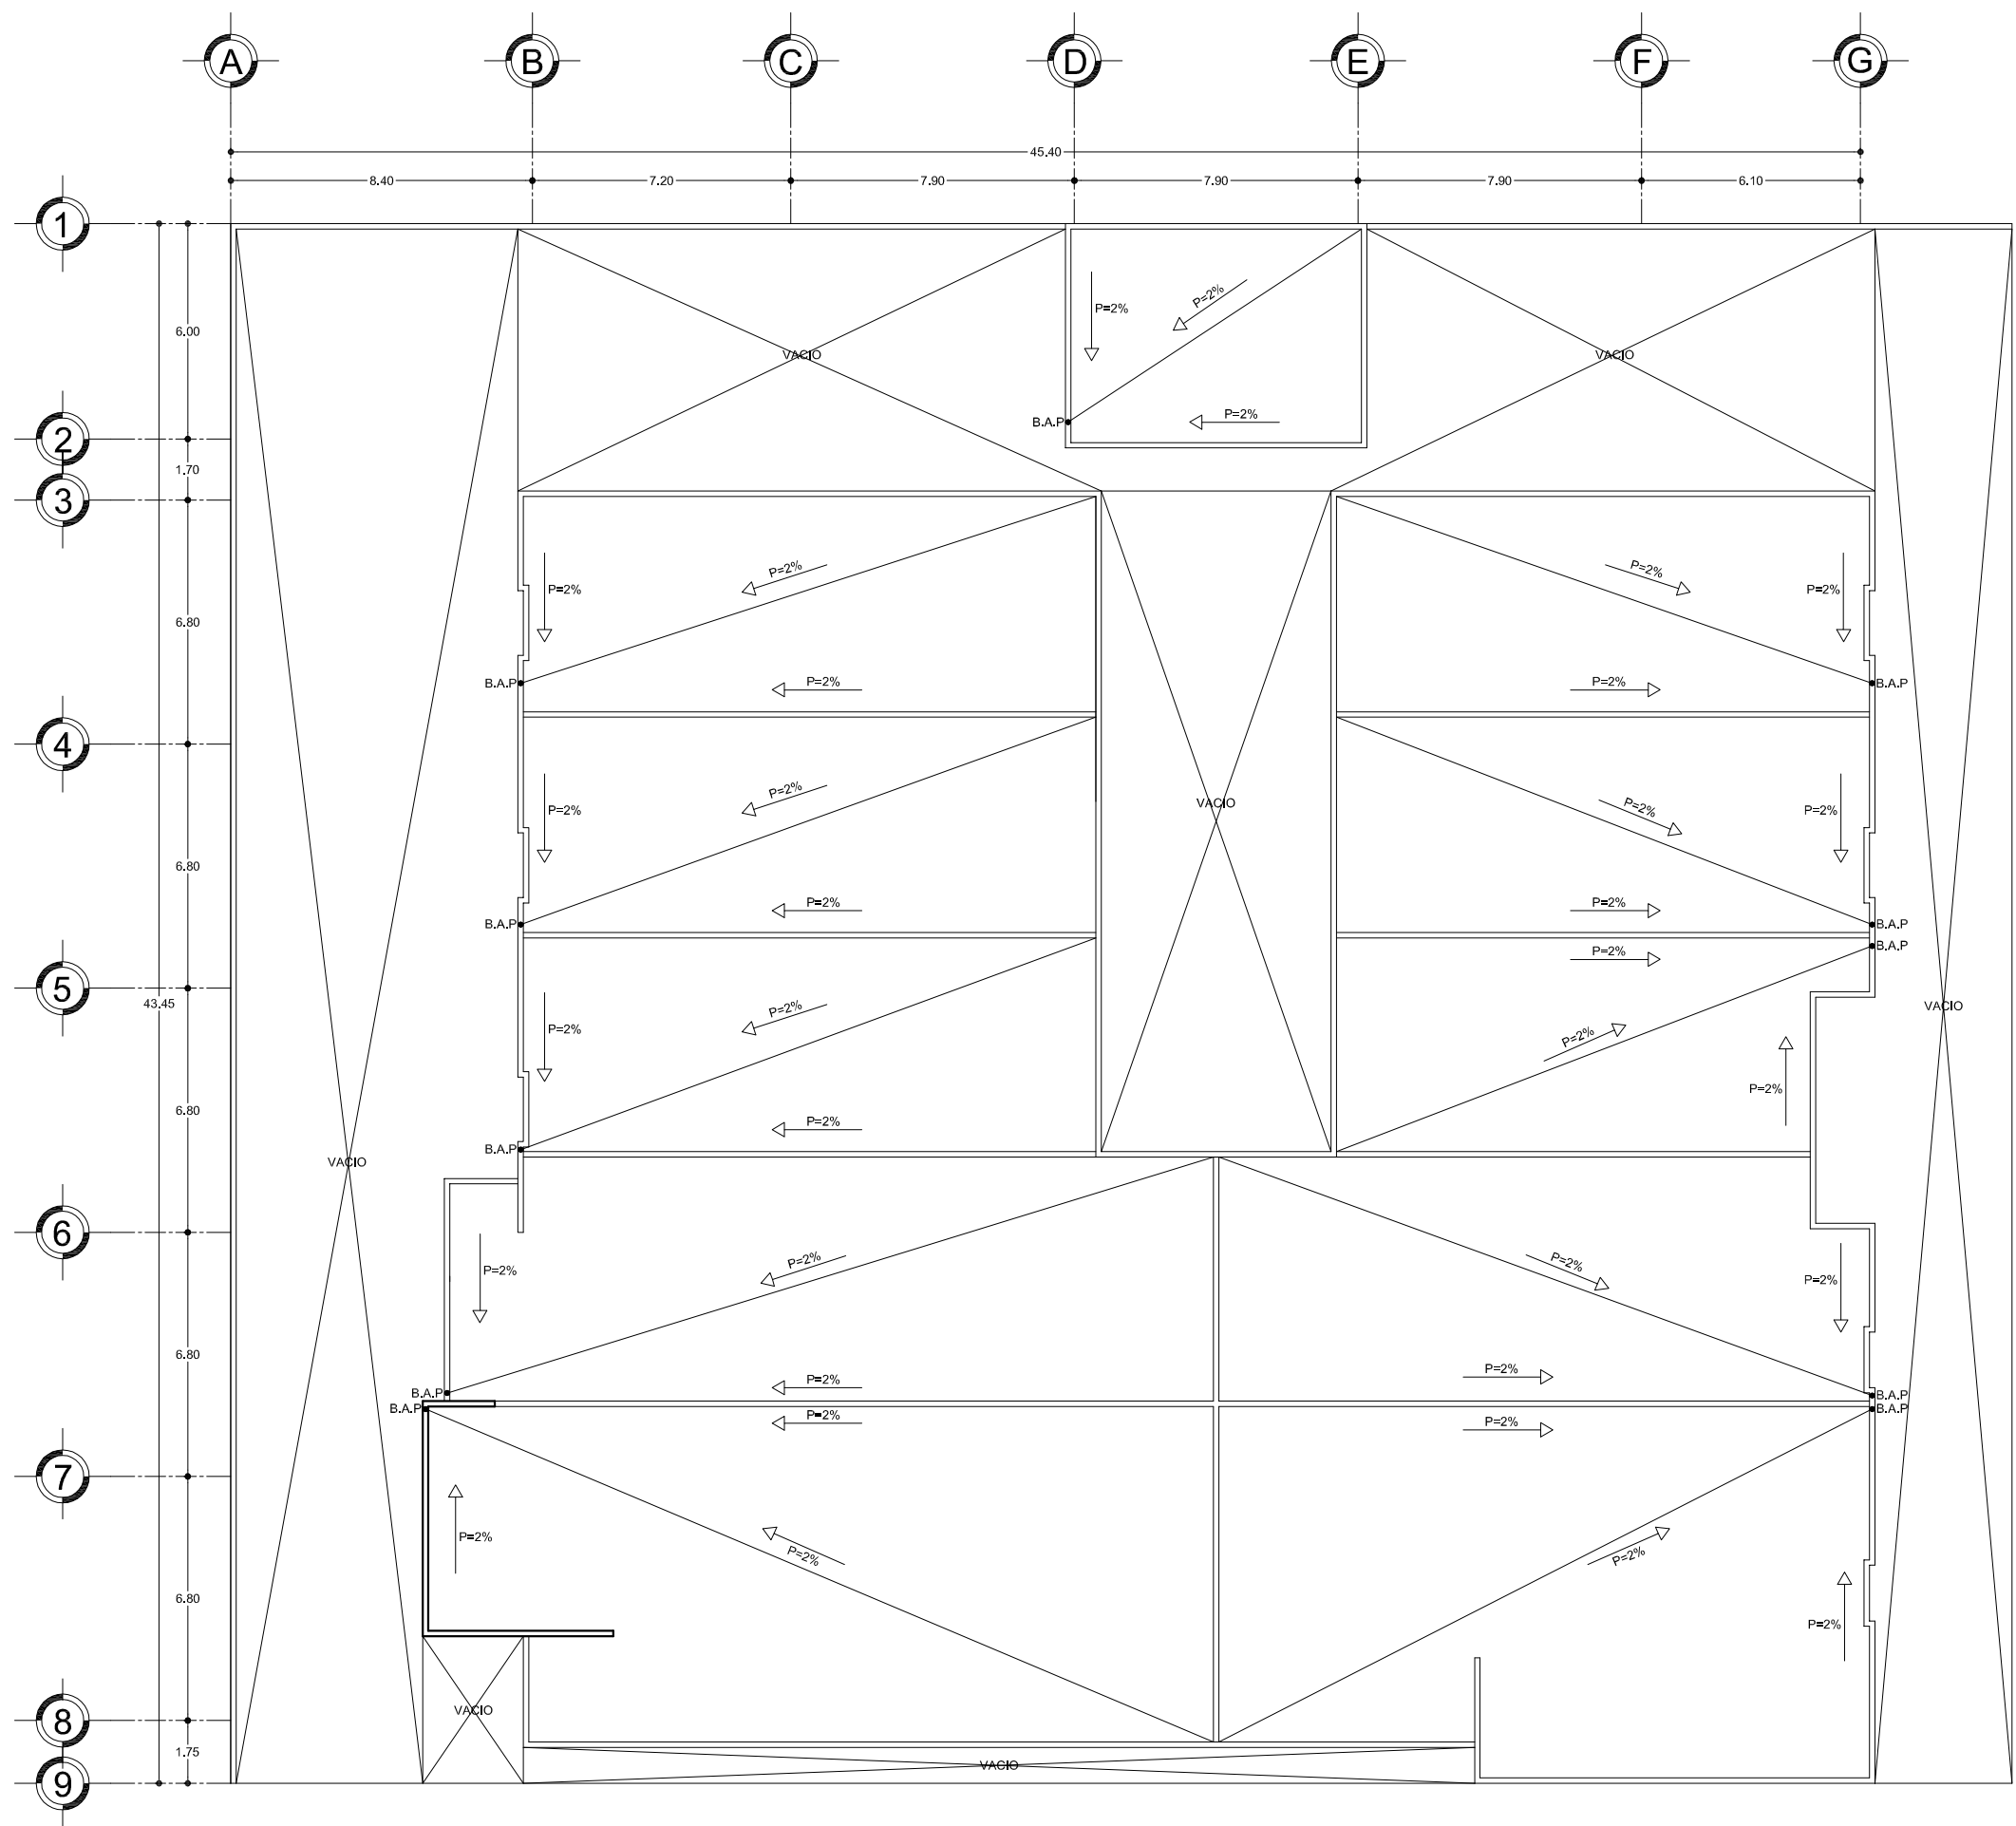 A B C D E F G
45.40
8.40 7.20 7.90 7.90 7.90 6.10
1
P=2% P=2%
6.00
VACIO VACIO
B.A.P P=2%
2
1.70
3
P=2% P=2%
P=2% P=2%
6.80
B.A.P P=2% P=2% B.A.P
4
P=2% P=2%
P=2% VACIO P=2%
6.80
P=2% P=2%
B.A.P B.A.P
B.A.P
P=2%
5
43.45
P=2% VACIO
P=2% P=2%
P=2%
6.80
P=2%
B.A.P P=2%
VACIO
6
P=2% P=2%
P=2% P=2%
6.80
P=2%
B.A.P P=2% B.A.P
B.A.P P=2% P=2% B.A.P
7
P=2% P=2% P=2%
6.80
P=2%
VACIO
8
1.75
VACIO
9